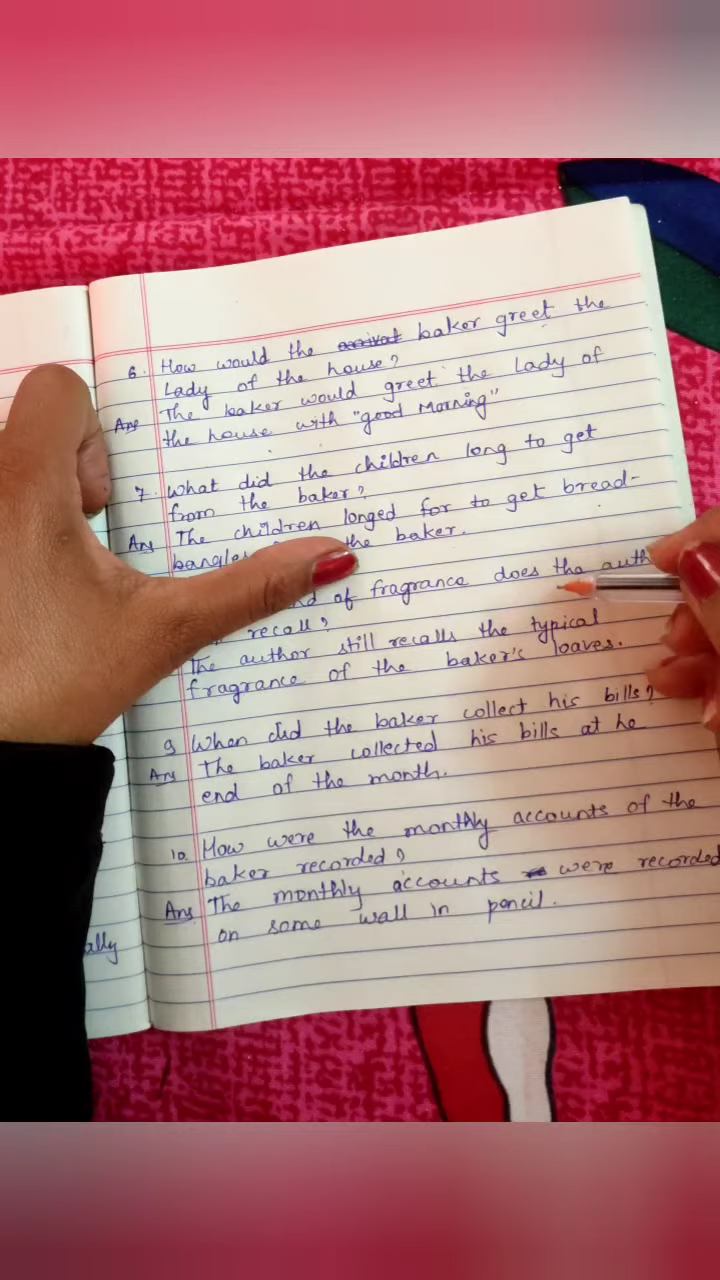 6. How would the baker greet the
Lady of the house?
Ans The baker would greet the Lady of
the house with "good Morning"
7. What did the children long to get
from the baker?
Ans The children longed for to get bread-
bangles the baker.
of fragrance does the auth
recall?
The author still recalls the typical
fragrance of the baker's loaves.
9 When did the baker collect his bills?
Ans The baker collected his bills at he
end of the month.
10. How were the monthly accounts of the
baker recorded?
Ans The monthly accounts were recorded
on some wall in pencil.
ally